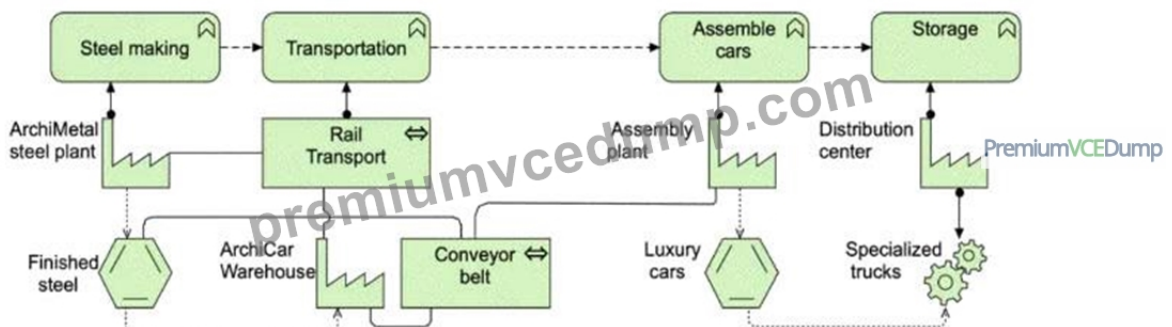 Steel making
Transportation
Assemble
cars
Storage
ArchiMetal
steel plant
Rail
Transport
Assembly
plant
Distribution
center
PremiumVCEDump
premiumvcedump.com
Finished
steel
ArchiCar
Warehouse
Conveyor
belt
Luxury
cars
Specialized
trucks